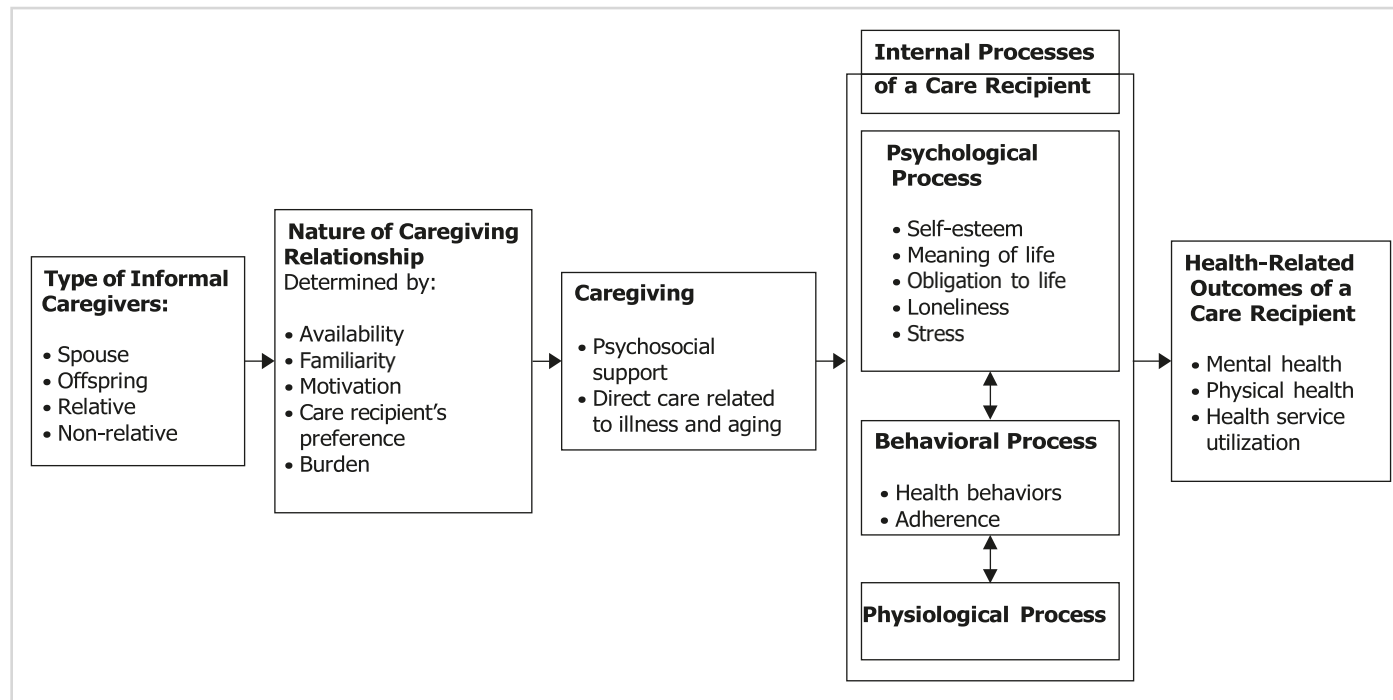 Type of Informal
Caregivers:
• Spouse
• Offspring
• Relative
• Non-relative
Nature of Caregiving
Relationship
Determined by:
• Availability
• Familiarity
• Motivation
• Care recipient's
preference
• Burden
Caregiving
• Psychosocial
support
• Direct care related
to illness and aging
Internal Processes
of a Care Recipient
Psychological
Process
• Self-esteem
• Meaning of life
• Obligation to life
• Loneliness
• Stress
Behavioral Process
• Health behaviors
• Adherence
Physiological Process
Health-Related
Outcomes of a
Care Recipient
• Mental health
• Physical health
• Health service
utilization